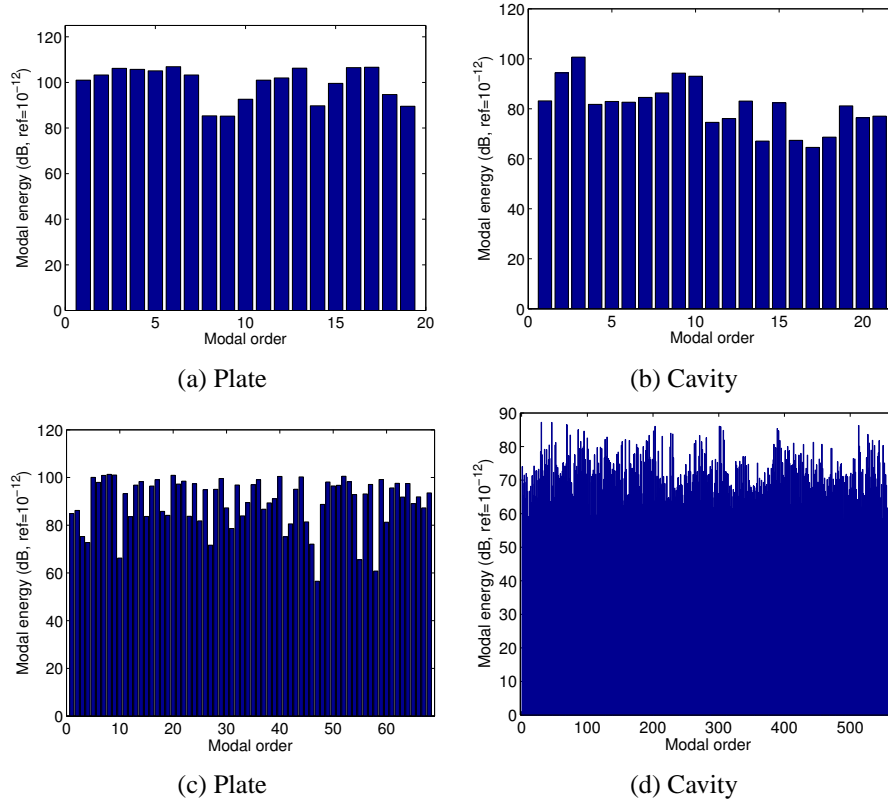 120
100
80
60
40
20
0
Modal energy (dB, ref=10⁻¹²)
0 5 10 15 20
Modal order
(a) Plate
120
100
80
60
40
20
0
Modal energy (dB, ref=10⁻¹²)
0 5 10 15 20
Modal order
(b) Cavity
120
100
80
60
40
20
0
Modal energy (dB, ref=10⁻¹²)
0 10 20 30 40 50 60
Modal order
(c) Plate
90
80
70
60
50
40
30
20
10
0
Modal energy (dB, ref=10⁻¹²)
0 100 200 300 400 500
Modal order
(d) Cavity